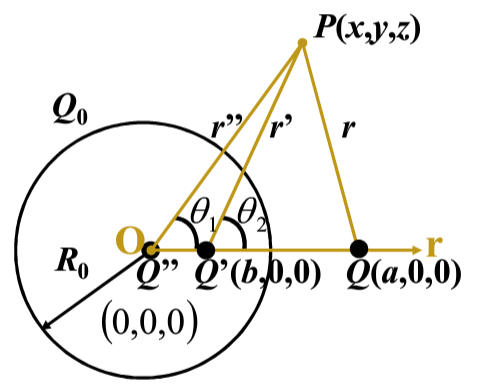 P(x,y,z)
Q₀
r’’ r’ r
θ₁ θ₂
O r
R₀ Q’’ Q’(b,0,0) Q(a,0,0)
(0,0,0)